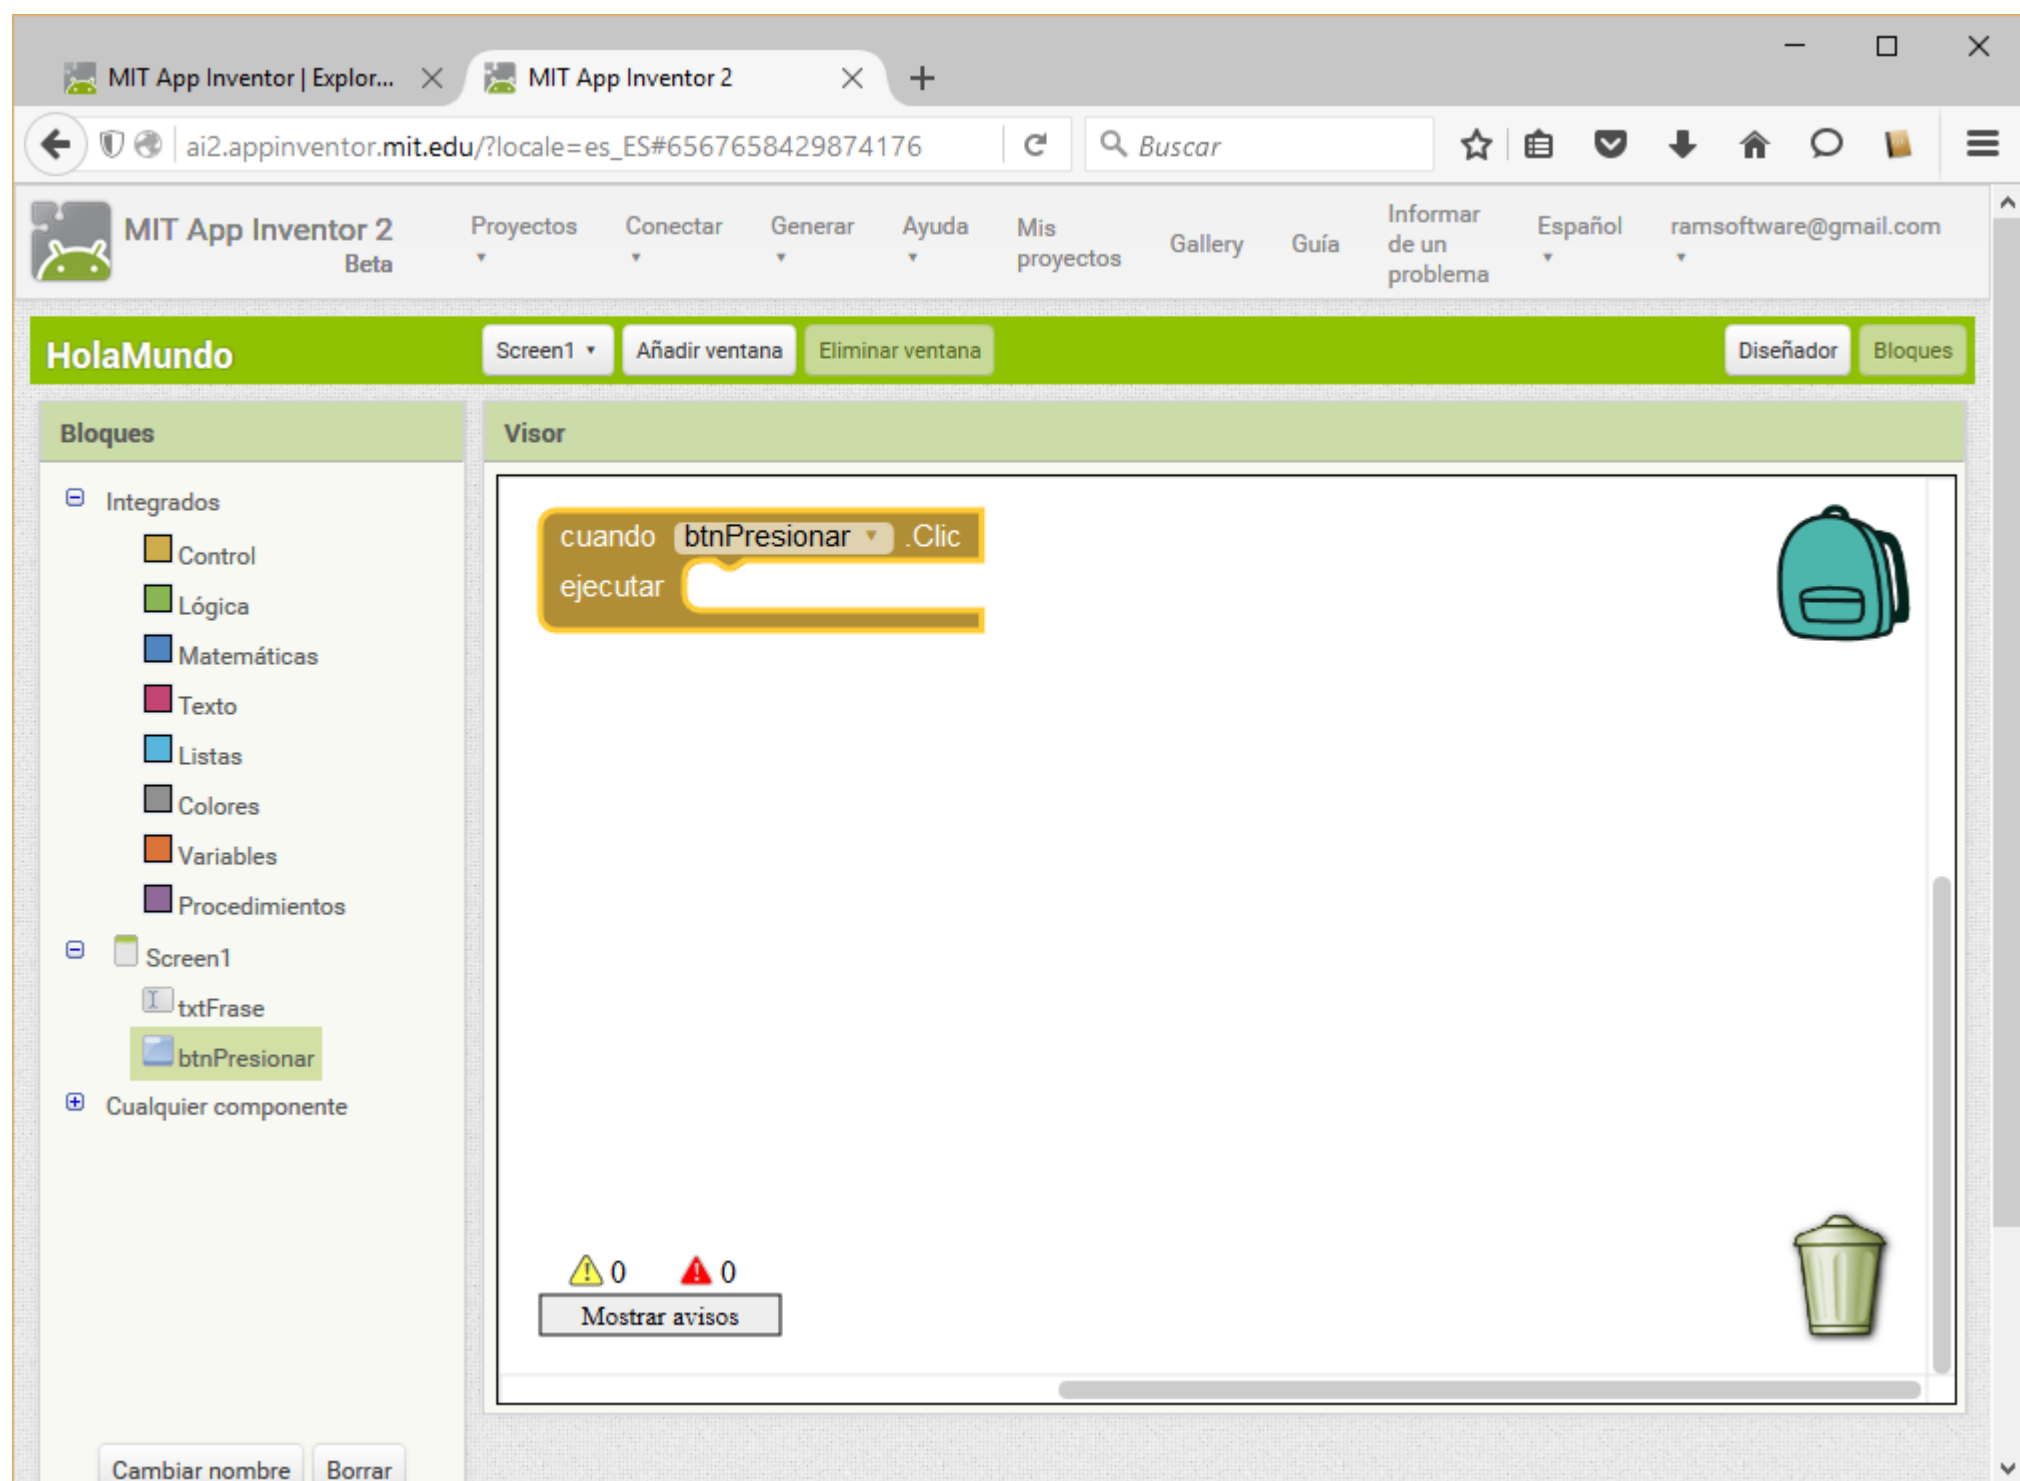 MIT App Inventor | Explor...
MIT App Inventor 2
ai2.appinventor.mit.edu/?locale=es_ES#6567658429874176
Buscar
MIT App Inventor 2
Beta
Proyectos
Conectar
Generar
Ayuda
Mis
proyectos
Gallery
Guía
Informar
de un
problema
Español
ramsoftware@gmail.com
HolaMundo
Screen1
Añadir ventana
Eliminar ventana
Diseñador
Bloques
Bloques
Visor
Integrados
Control
Lógica
Matemáticas
Texto
Listas
Colores
Variables
Procedimientos
Screen1
txtFrase
btnPresionar
Cualquier componente
Cambiar nombre
Borrar
cuando btnPresionar .Clic
ejecutar
0 0
Mostrar avisos